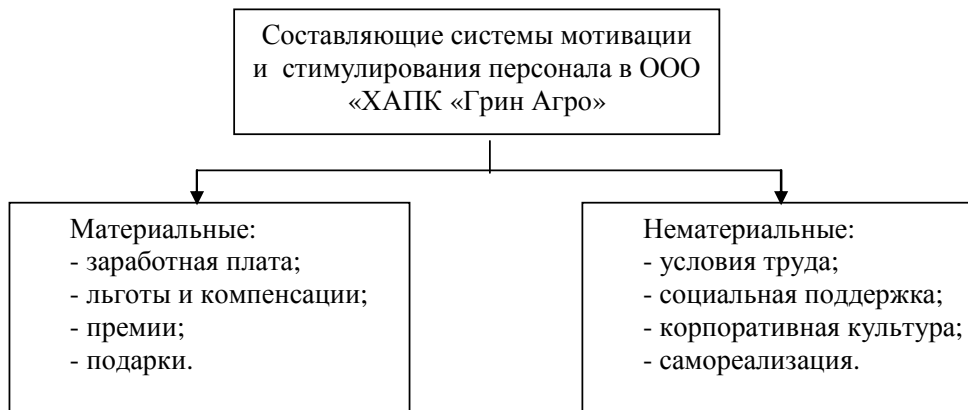 Составляющие системы мотивации
и стимулирования персонала в ООО
«ХАПК «Грин Агро»
Материальные:
- заработная плата;
- льготы и компенсации;
- премии;
- подарки.
Нематериальные:
- условия труда;
- социальная поддержка;
- корпоративная культура;
- самореализация.